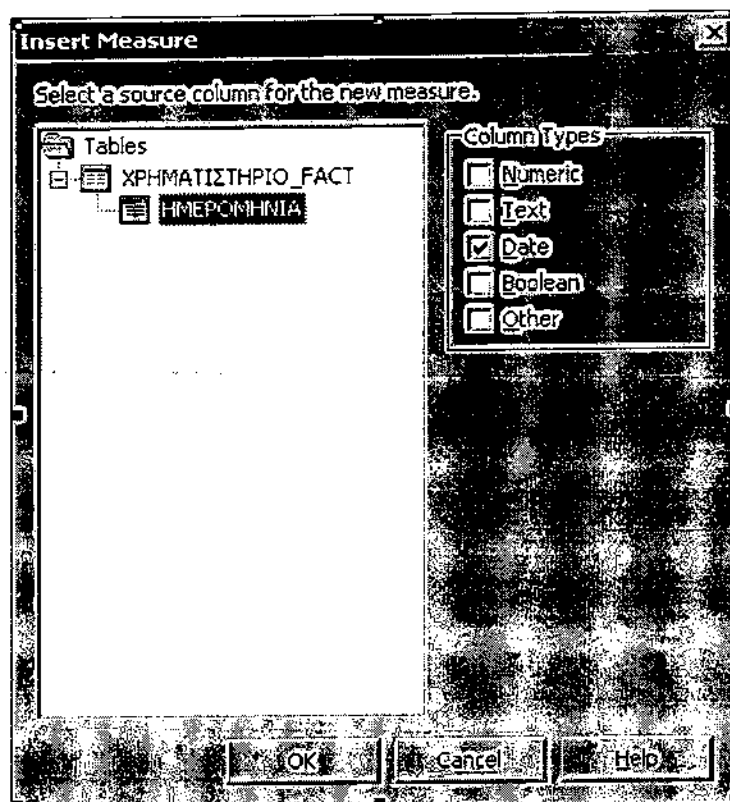 Insert Measure
Select a source column for the new measure.
Tables
ΧΡΗΜΑΤΙΣΤΗΡΙΟ_FACT
ΗΜΕΡΟΜΗΝΙΑ
Column Types
Numeric
Text
Date
Boolean
Other
OK
Cancel
Help